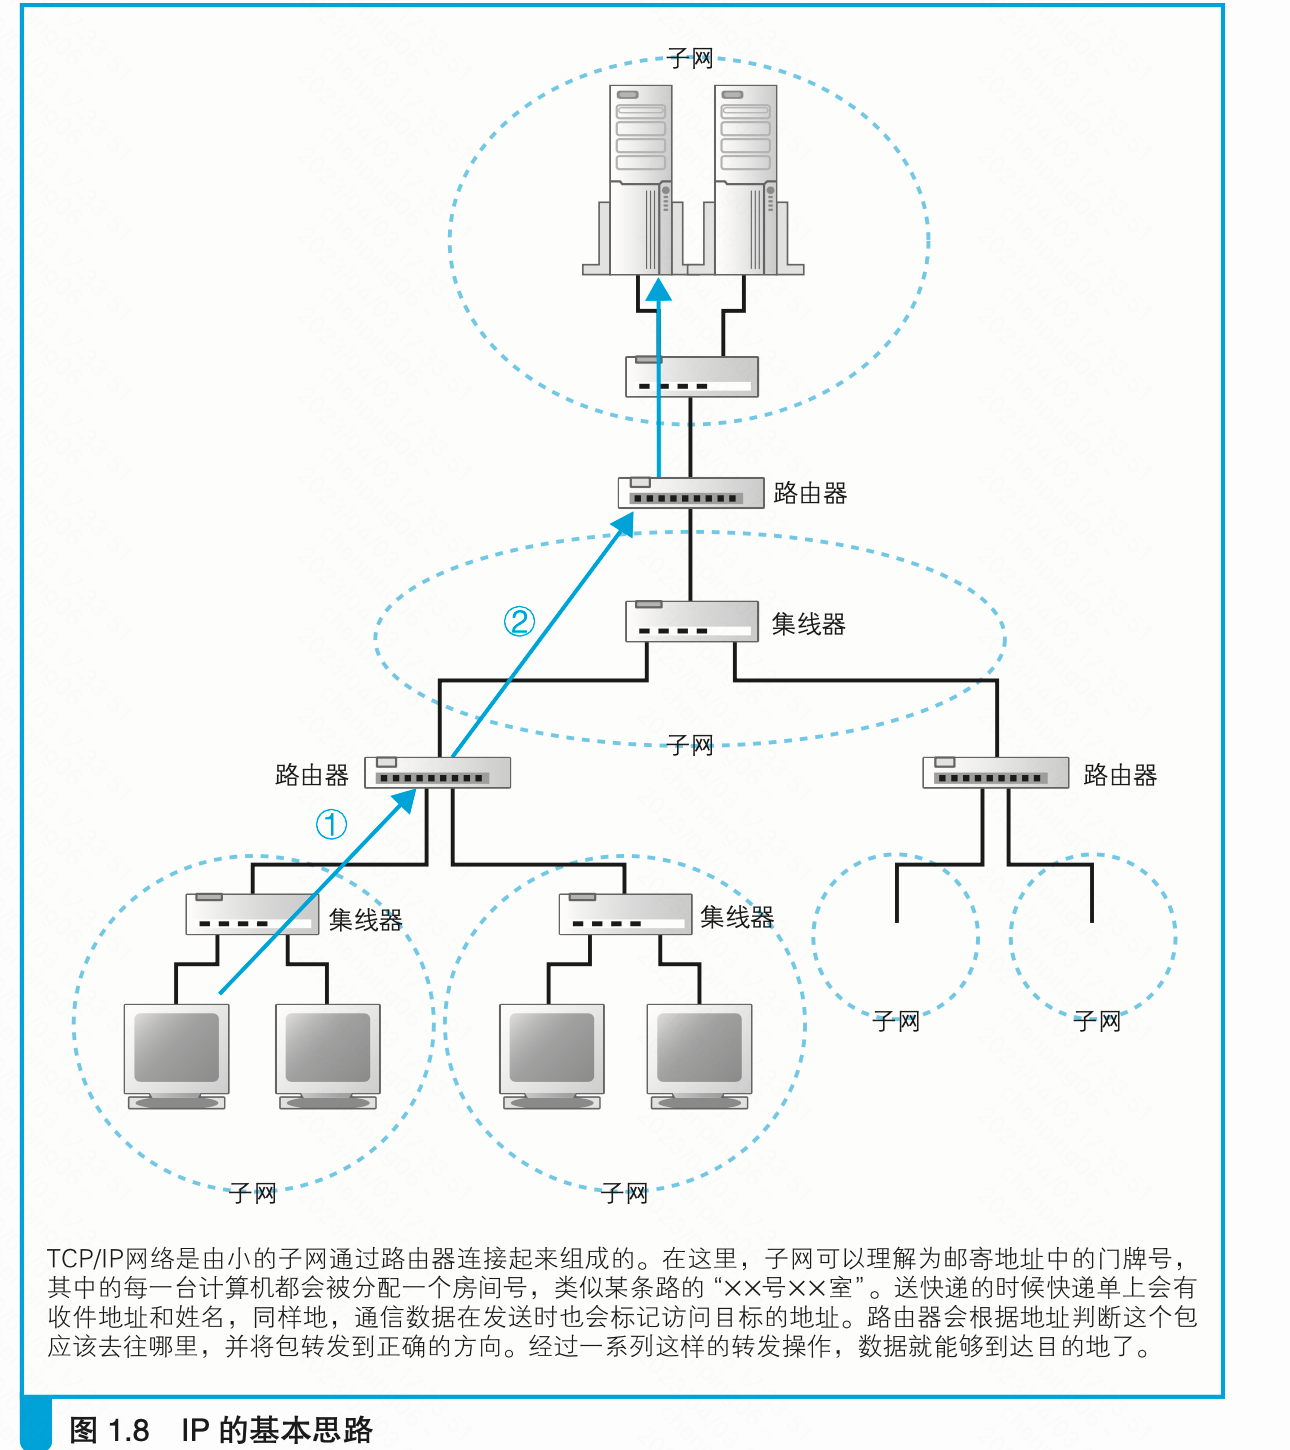 子网
路由器
集线器
②
子网
路由器
路由器
①
集线器
集线器
子网
子网
子网
子网
TCP/IP网络是由小的子网通过路由器连接起来组成的。在这里，子网可以理解为邮寄地址中的门牌号，
其中的每一台计算机都会被分配一个房间号，类似某条路的“××号××室”。送快递的时候快递单上会有
收件地址和姓名，同样地，通信数据在发送时也会标记访问目标的地址。路由器会根据地址判断这个包
应该去往哪里，并将包转发到正确的方向。经过一系列这样的转发操作，数据就能够到达目的地了。
图 1.8 IP 的基本思路